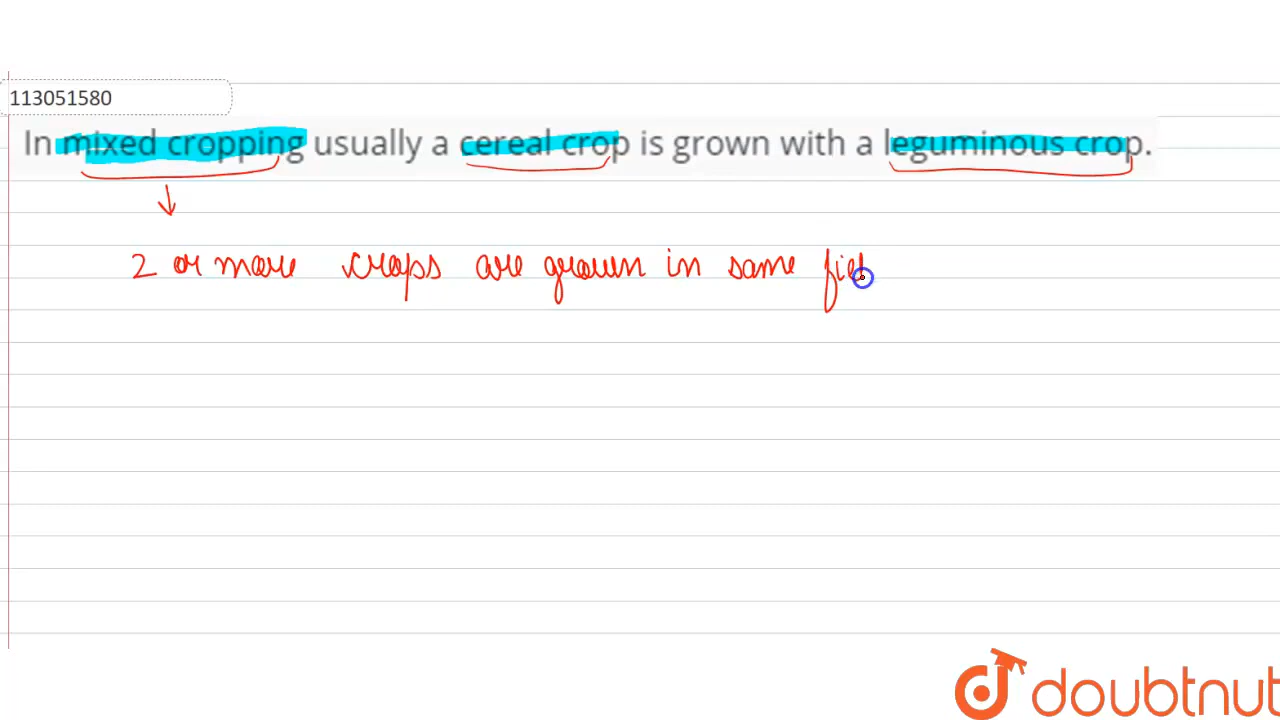 113051580
In mixed cropping usually a cereal crop is grown with a leguminous crop.
2 or more crops are grown in same fiel
doubtnut